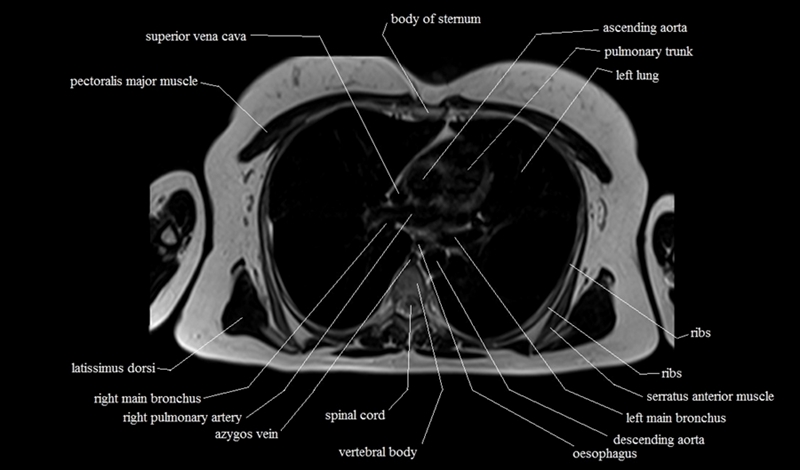 body of sternum
superior vena cava
ascending aorta
pulmonary trunk
left lung
pectoralis major muscle
ribs
latissimus dorsi
ribs
right main bronchus
serratus anterior muscle
right pulmonary artery
spinal cord
left main bronchus
azygos vein
descending aorta
vertebral body
oesophagus